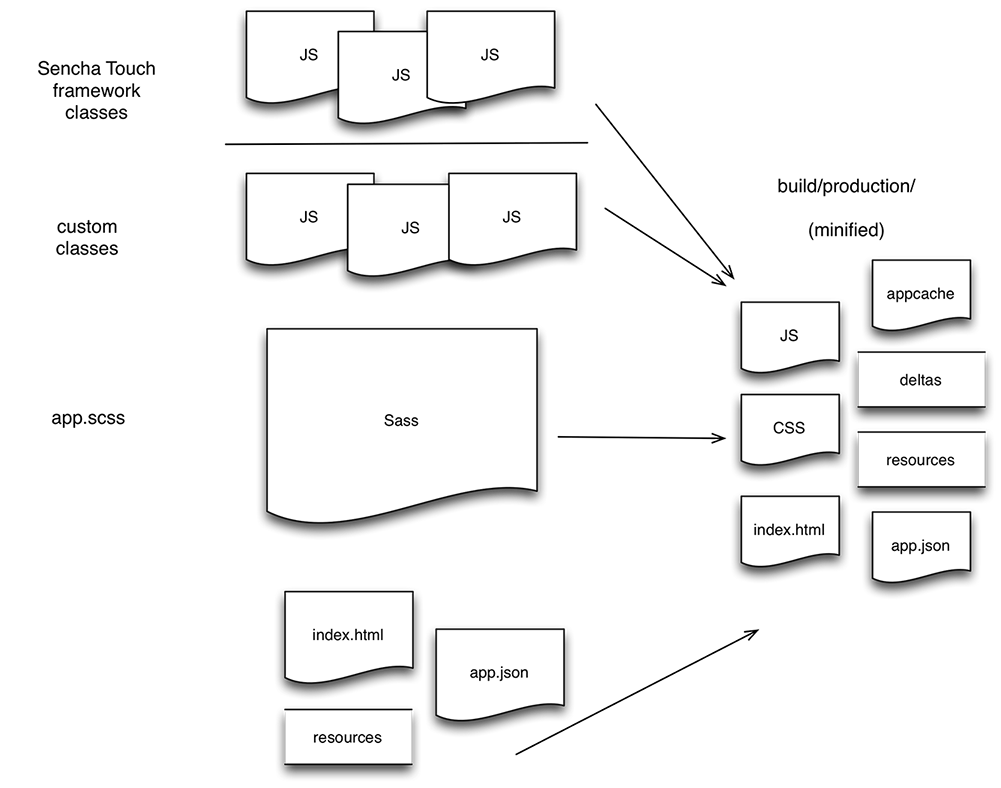 Sencha Touch
framework
classes
JS
JS
JS
custom
classes
JS
JS
JS
app.scss
Sass
index.html
app.json
resources
build/production/
(minified)
appcache
JS
deltas
CSS
resources
index.html
app.json